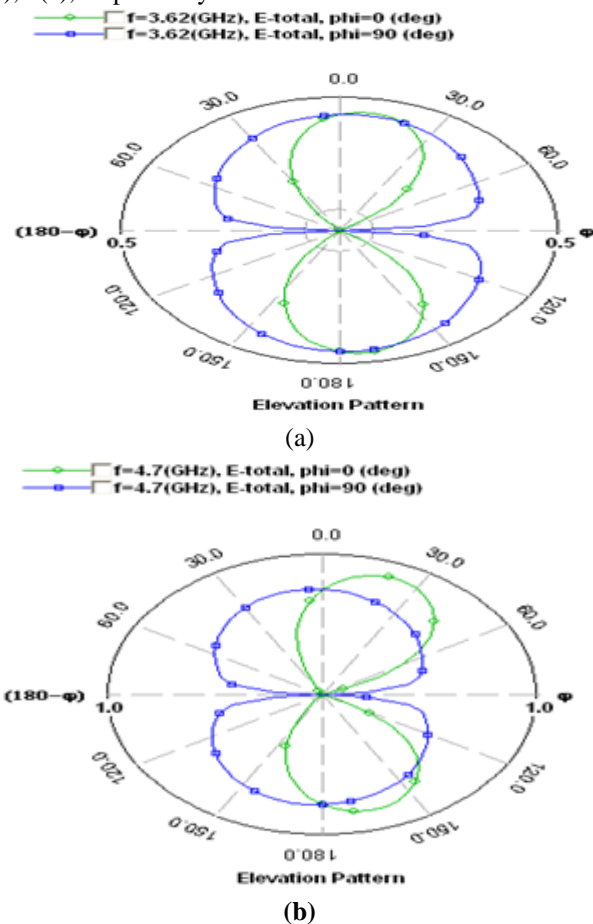 f=3.62(GHz), E-total, phi=0 (deg)
f=3.62(GHz), E-total, phi=90 (deg)
0.0
30.0 30.0
60.0 60.0
(180-φ) φ
0.5 0.5
120.0 120.0
150.0 150.0
180.0
Elevation Pattern
(a)
f=4.7(GHz), E-total, phi=0 (deg)
f=4.7(GHz), E-total, phi=90 (deg)
0.0
30.0 30.0
60.0 60.0
(180-φ) φ
1.0 1.0
120.0 120.0
150.0 150.0
180.0
Elevation Pattern
(b)